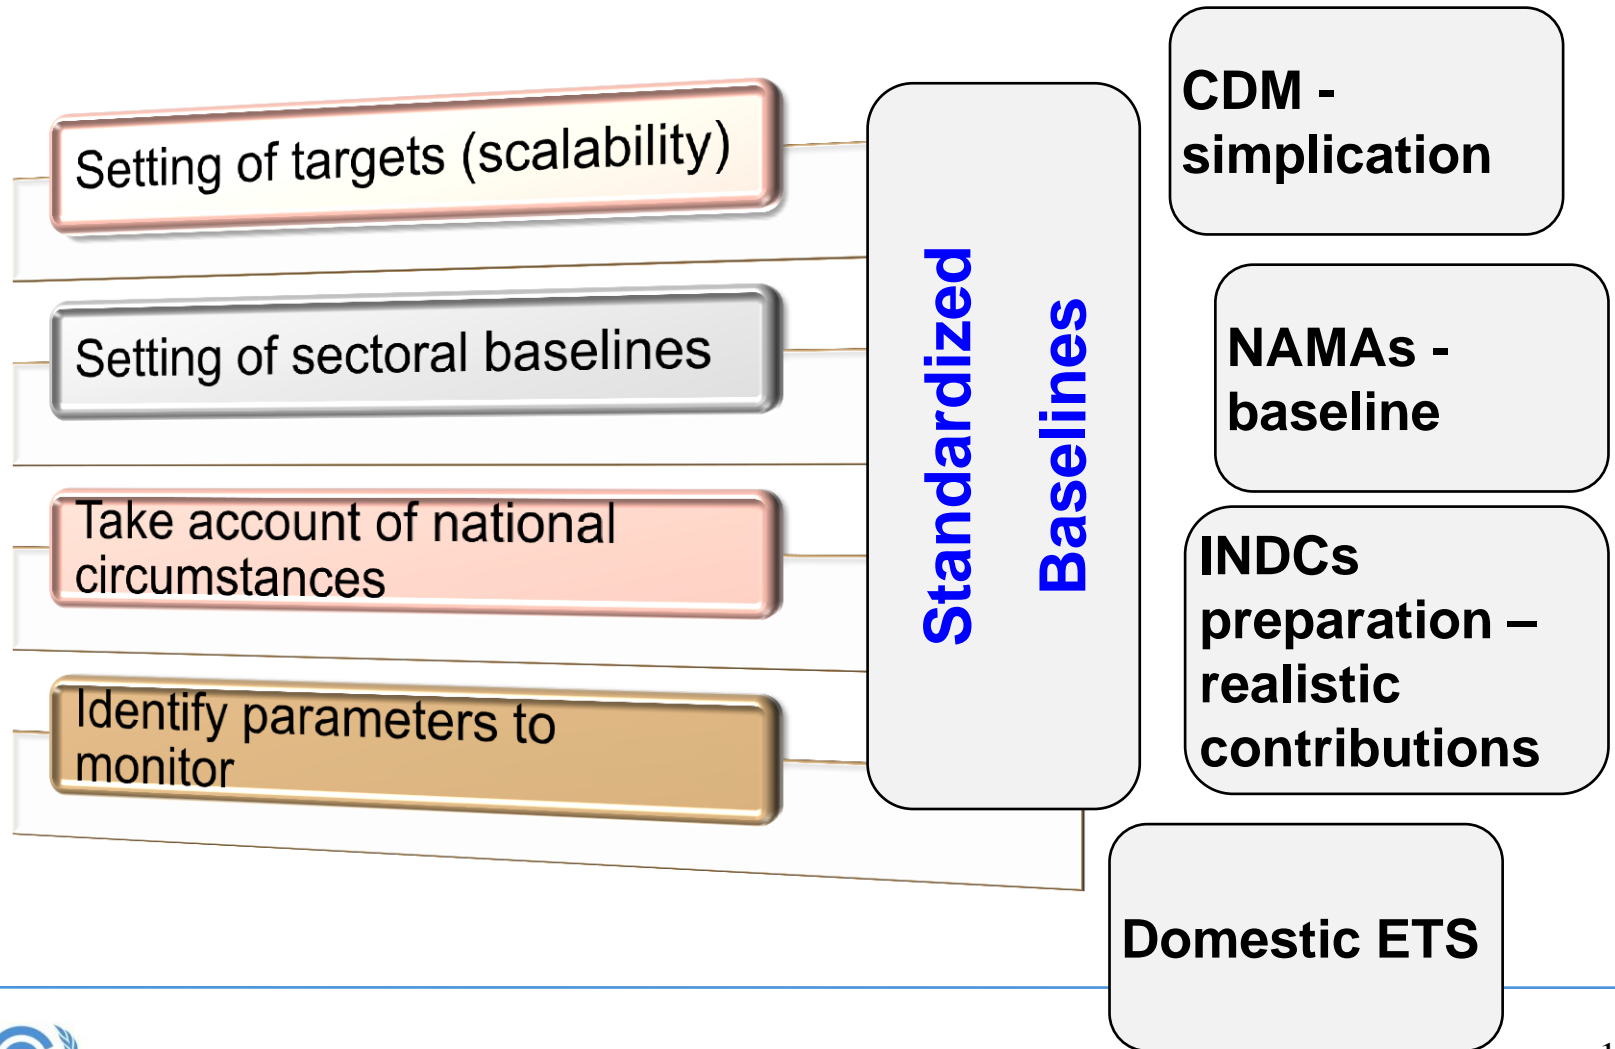 Setting of targets (scalability)
Setting of sectoral baselines
Take account of national
circumstances
Identify parameters to
monitor
Standardized
Baselines
CDM -
simplication
NAMAs -
baseline
INDCs
preparation –
realistic
contributions
Domestic ETS